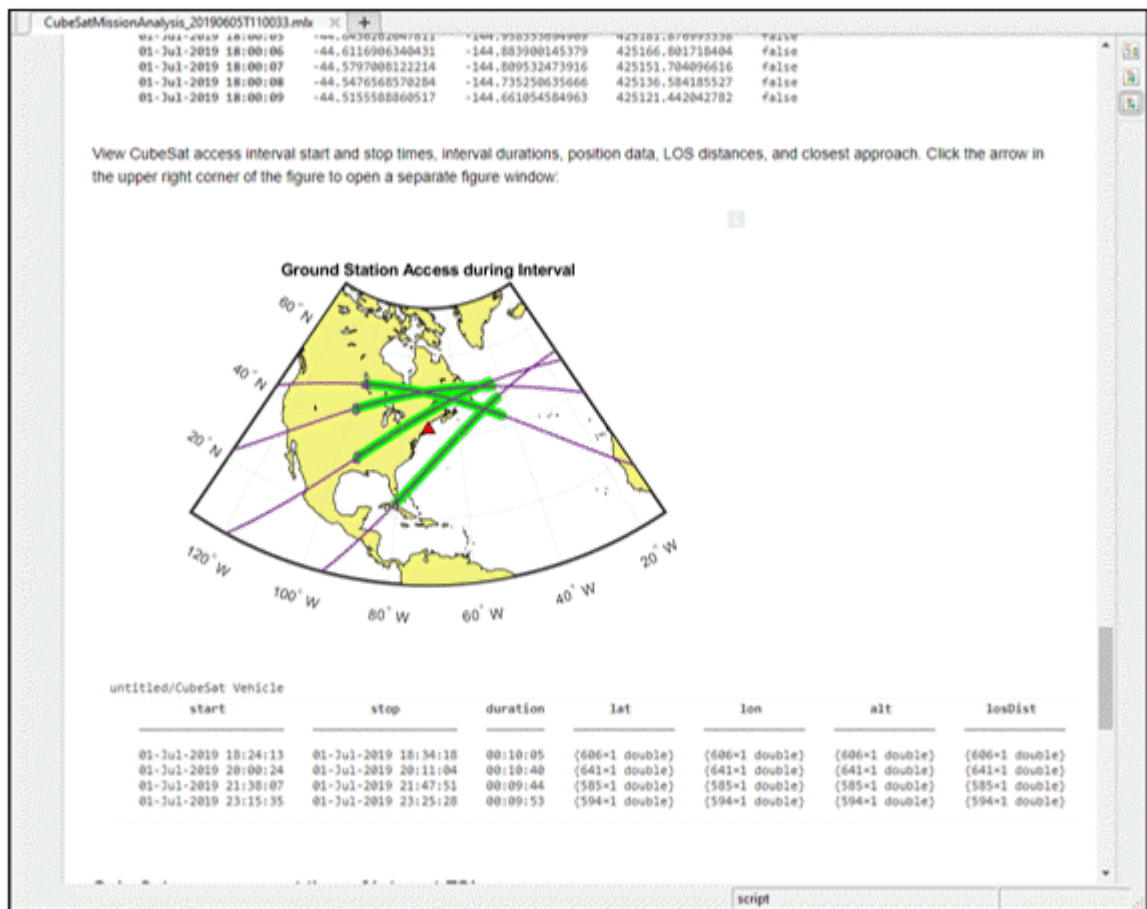 CubeSatMissionAnalysis_20190605T110033.mlx
01-Jul-2019 18:00:05 false
01-Jul-2019 18:00:06 -44.6116906340431 -144.883900145379 425166.801718404 false
01-Jul-2019 18:00:07 -44.5797008122214 -144.809532473916 425151.704096616 false
01-Jul-2019 18:00:08 -44.5476568570284 -144.735250635666 425136.584185527 false
01-Jul-2019 18:00:09 -44.5155588860517 -144.661054584963 425121.442042782 false
View CubeSat access interval start and stop times, interval durations, position data, LOS distances, and closest approach. Click the arrow in
the upper right corner of the figure to open a separate figure window:
Ground Station Access during Interval
60° N
40° N
20° N
120° W
100° W
80° W
60° W
40° W
20° W
untitled/CubeSat Vehicle
start stop duration lat lon alt losDist
01-Jul-2019 18:24:13 01-Jul-2019 18:34:18 00:10:05 {606×1 double} {606×1 double} {606×1 double} {606×1 double}
01-Jul-2019 20:00:24 01-Jul-2019 20:11:04 00:10:40 {641×1 double} {641×1 double} {641×1 double} {641×1 double}
01-Jul-2019 21:38:07 01-Jul-2019 21:47:51 00:09:44 {585×1 double} {585×1 double} {585×1 double} {585×1 double}
01-Jul-2019 23:15:35 01-Jul-2019 23:25:28 00:09:53 {594×1 double} {594×1 double} {594×1 double} {594×1 double}
script